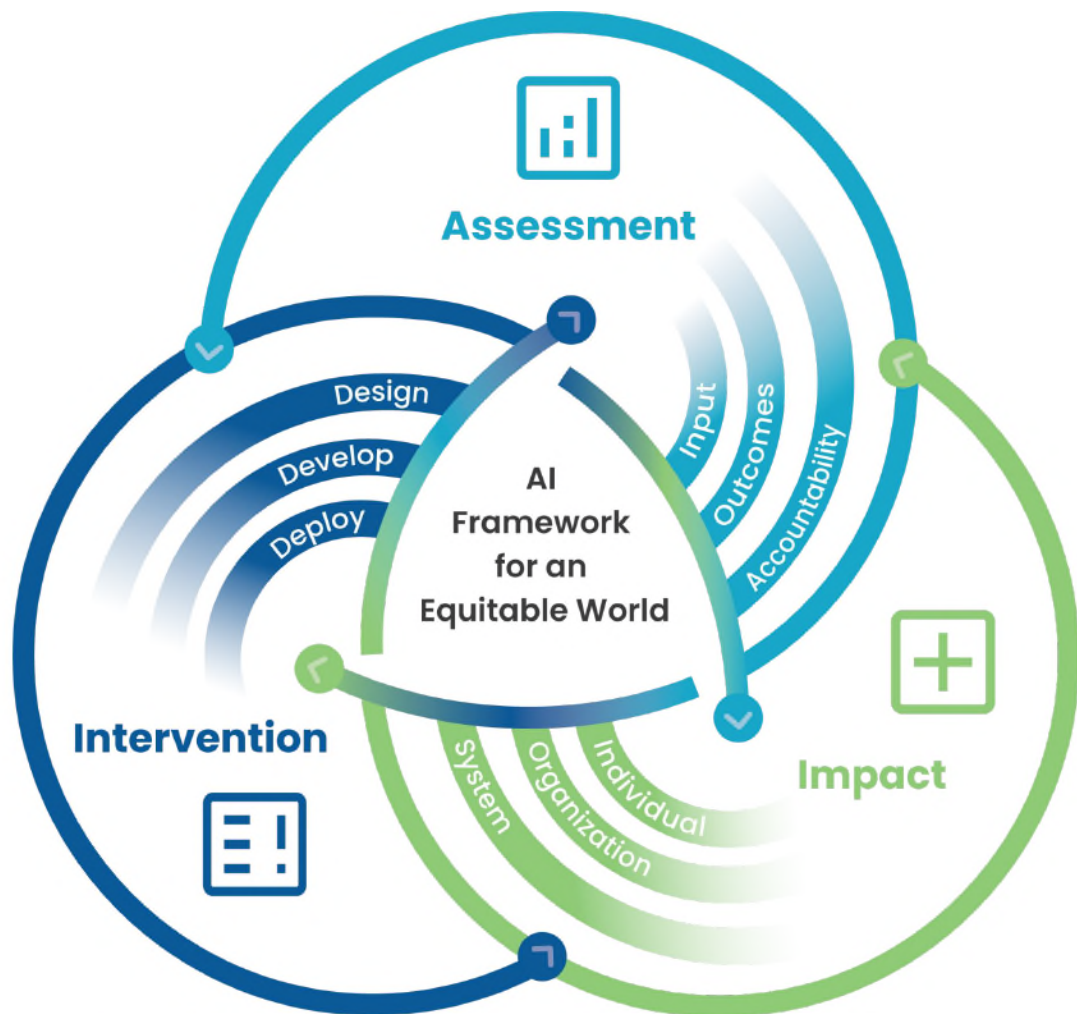 Assessment
Input
Outcomes
Accountability
Design
Develop
Deploy
AI
Framework
for an
Equitable World
Intervention
Impact
System
Organization
Individual